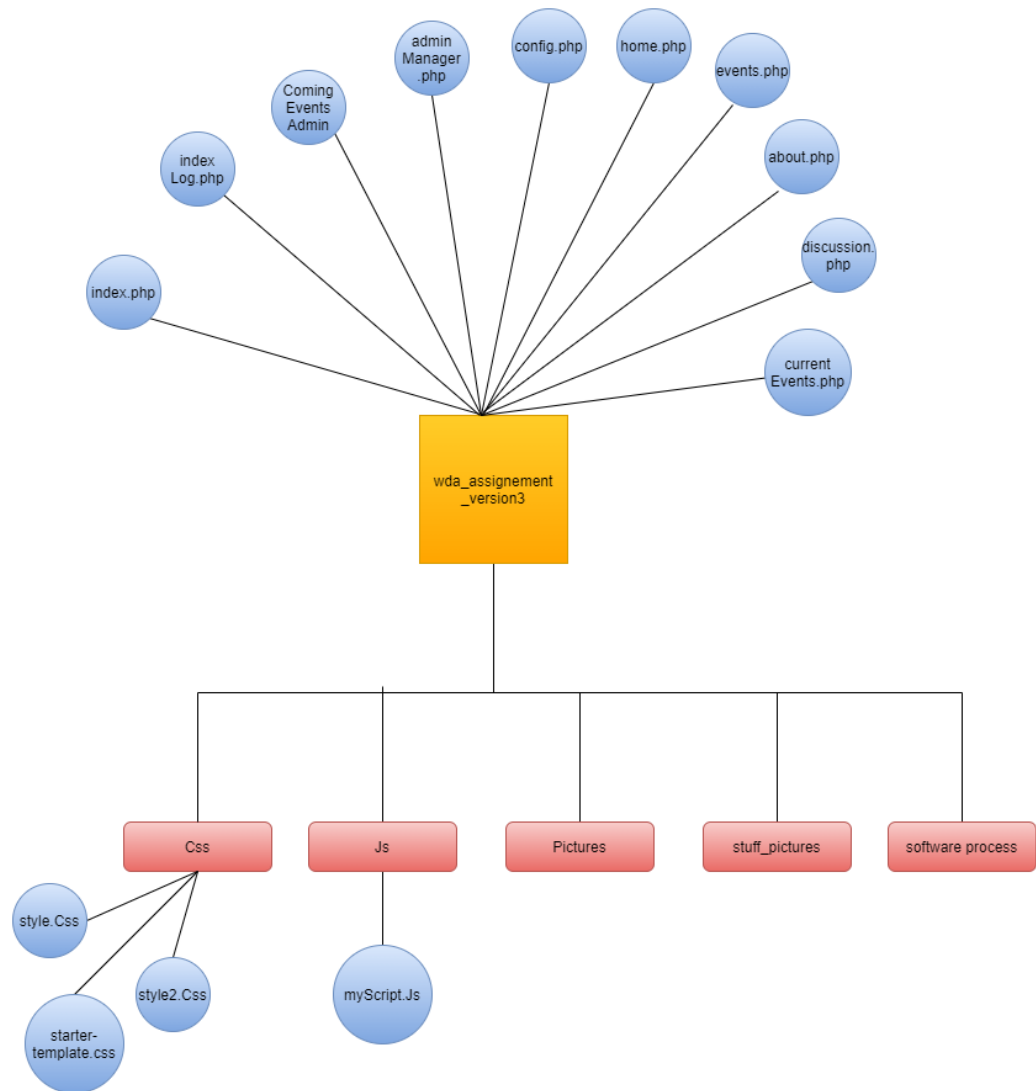 admin
Manager
.php
config.php
home.php
events.php
Coming
Events
Admin
about.php
index
Log.php
discussion.
php
index.php
current
Events.php
wda_assignement
_version3
Css
Js
Pictures
stuff_pictures
software process
style.Css
style2.Css
myScript.Js
starter-
template.css